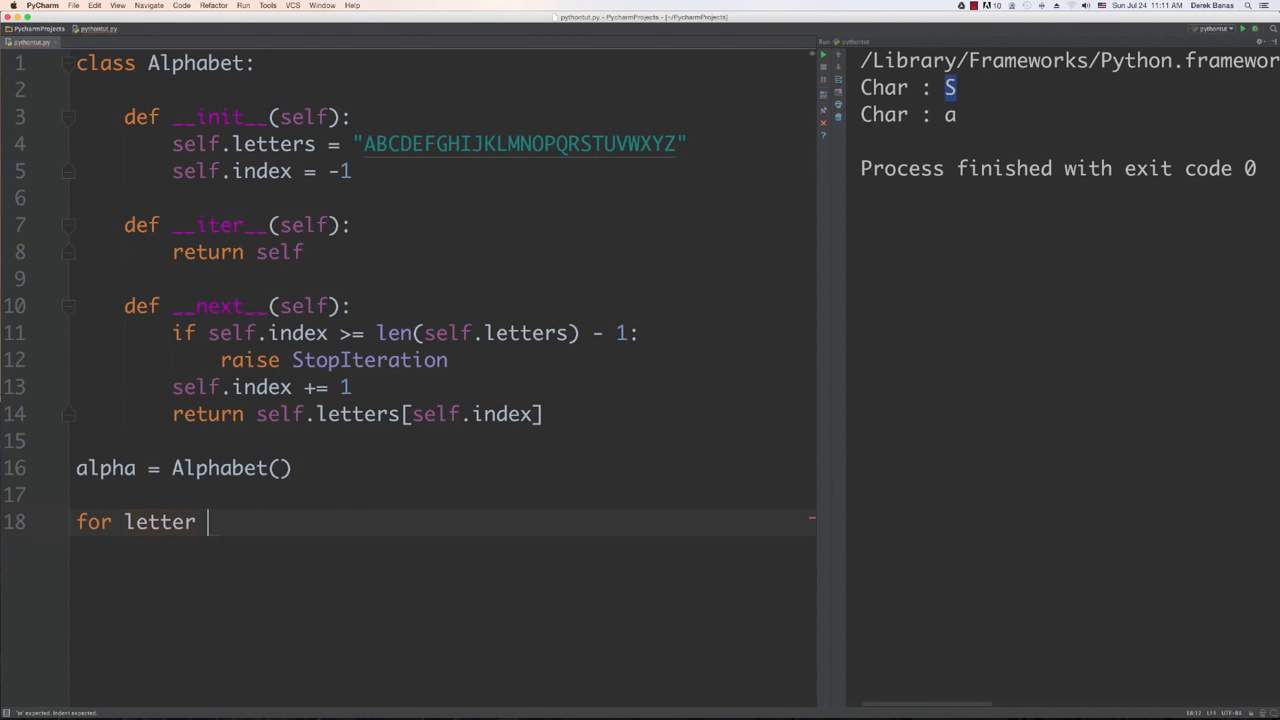 PyCharm File Edit View Navigate Code Refactor Run Tools VCS Window Help 10 Sun Jul 24 11:11 AM Derek Banas
pythontut.py - PycharmProjects - [~/PycharmProjects]
PycharmProjects pythontut.py pythontut
pythontut.py Run: pythontut
1 class Alphabet:
2
3 def __init__(self):
4 self.letters = "ABCDEFGHIJKLMNOPQRSTUVWXYZ"
5 self.index = -1
6
7 def __iter__(self):
8 return self
9
10 def __next__(self):
11 if self.index >= len(self.letters) - 1:
12 raise StopIteration
13 self.index += 1
14 return self.letters[self.index]
15
16 alpha = Alphabet()
17
18 for letter
/Library/Frameworks/Python.framewor
Char : S
Char : a
Process finished with exit code 0
'in' expected. Indent expected. 18:12 LF÷ UTF-8÷